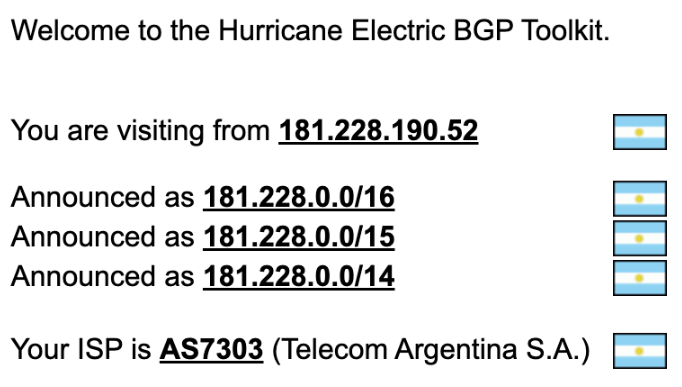 Welcome to the Hurricane Electric BGP Toolkit.
You are visiting from 181.228.190.52
Announced as 181.228.0.0/16
Announced as 181.228.0.0/15
Announced as 181.228.0.0/14
Your ISP is AS7303 (Telecom Argentina S.A.)